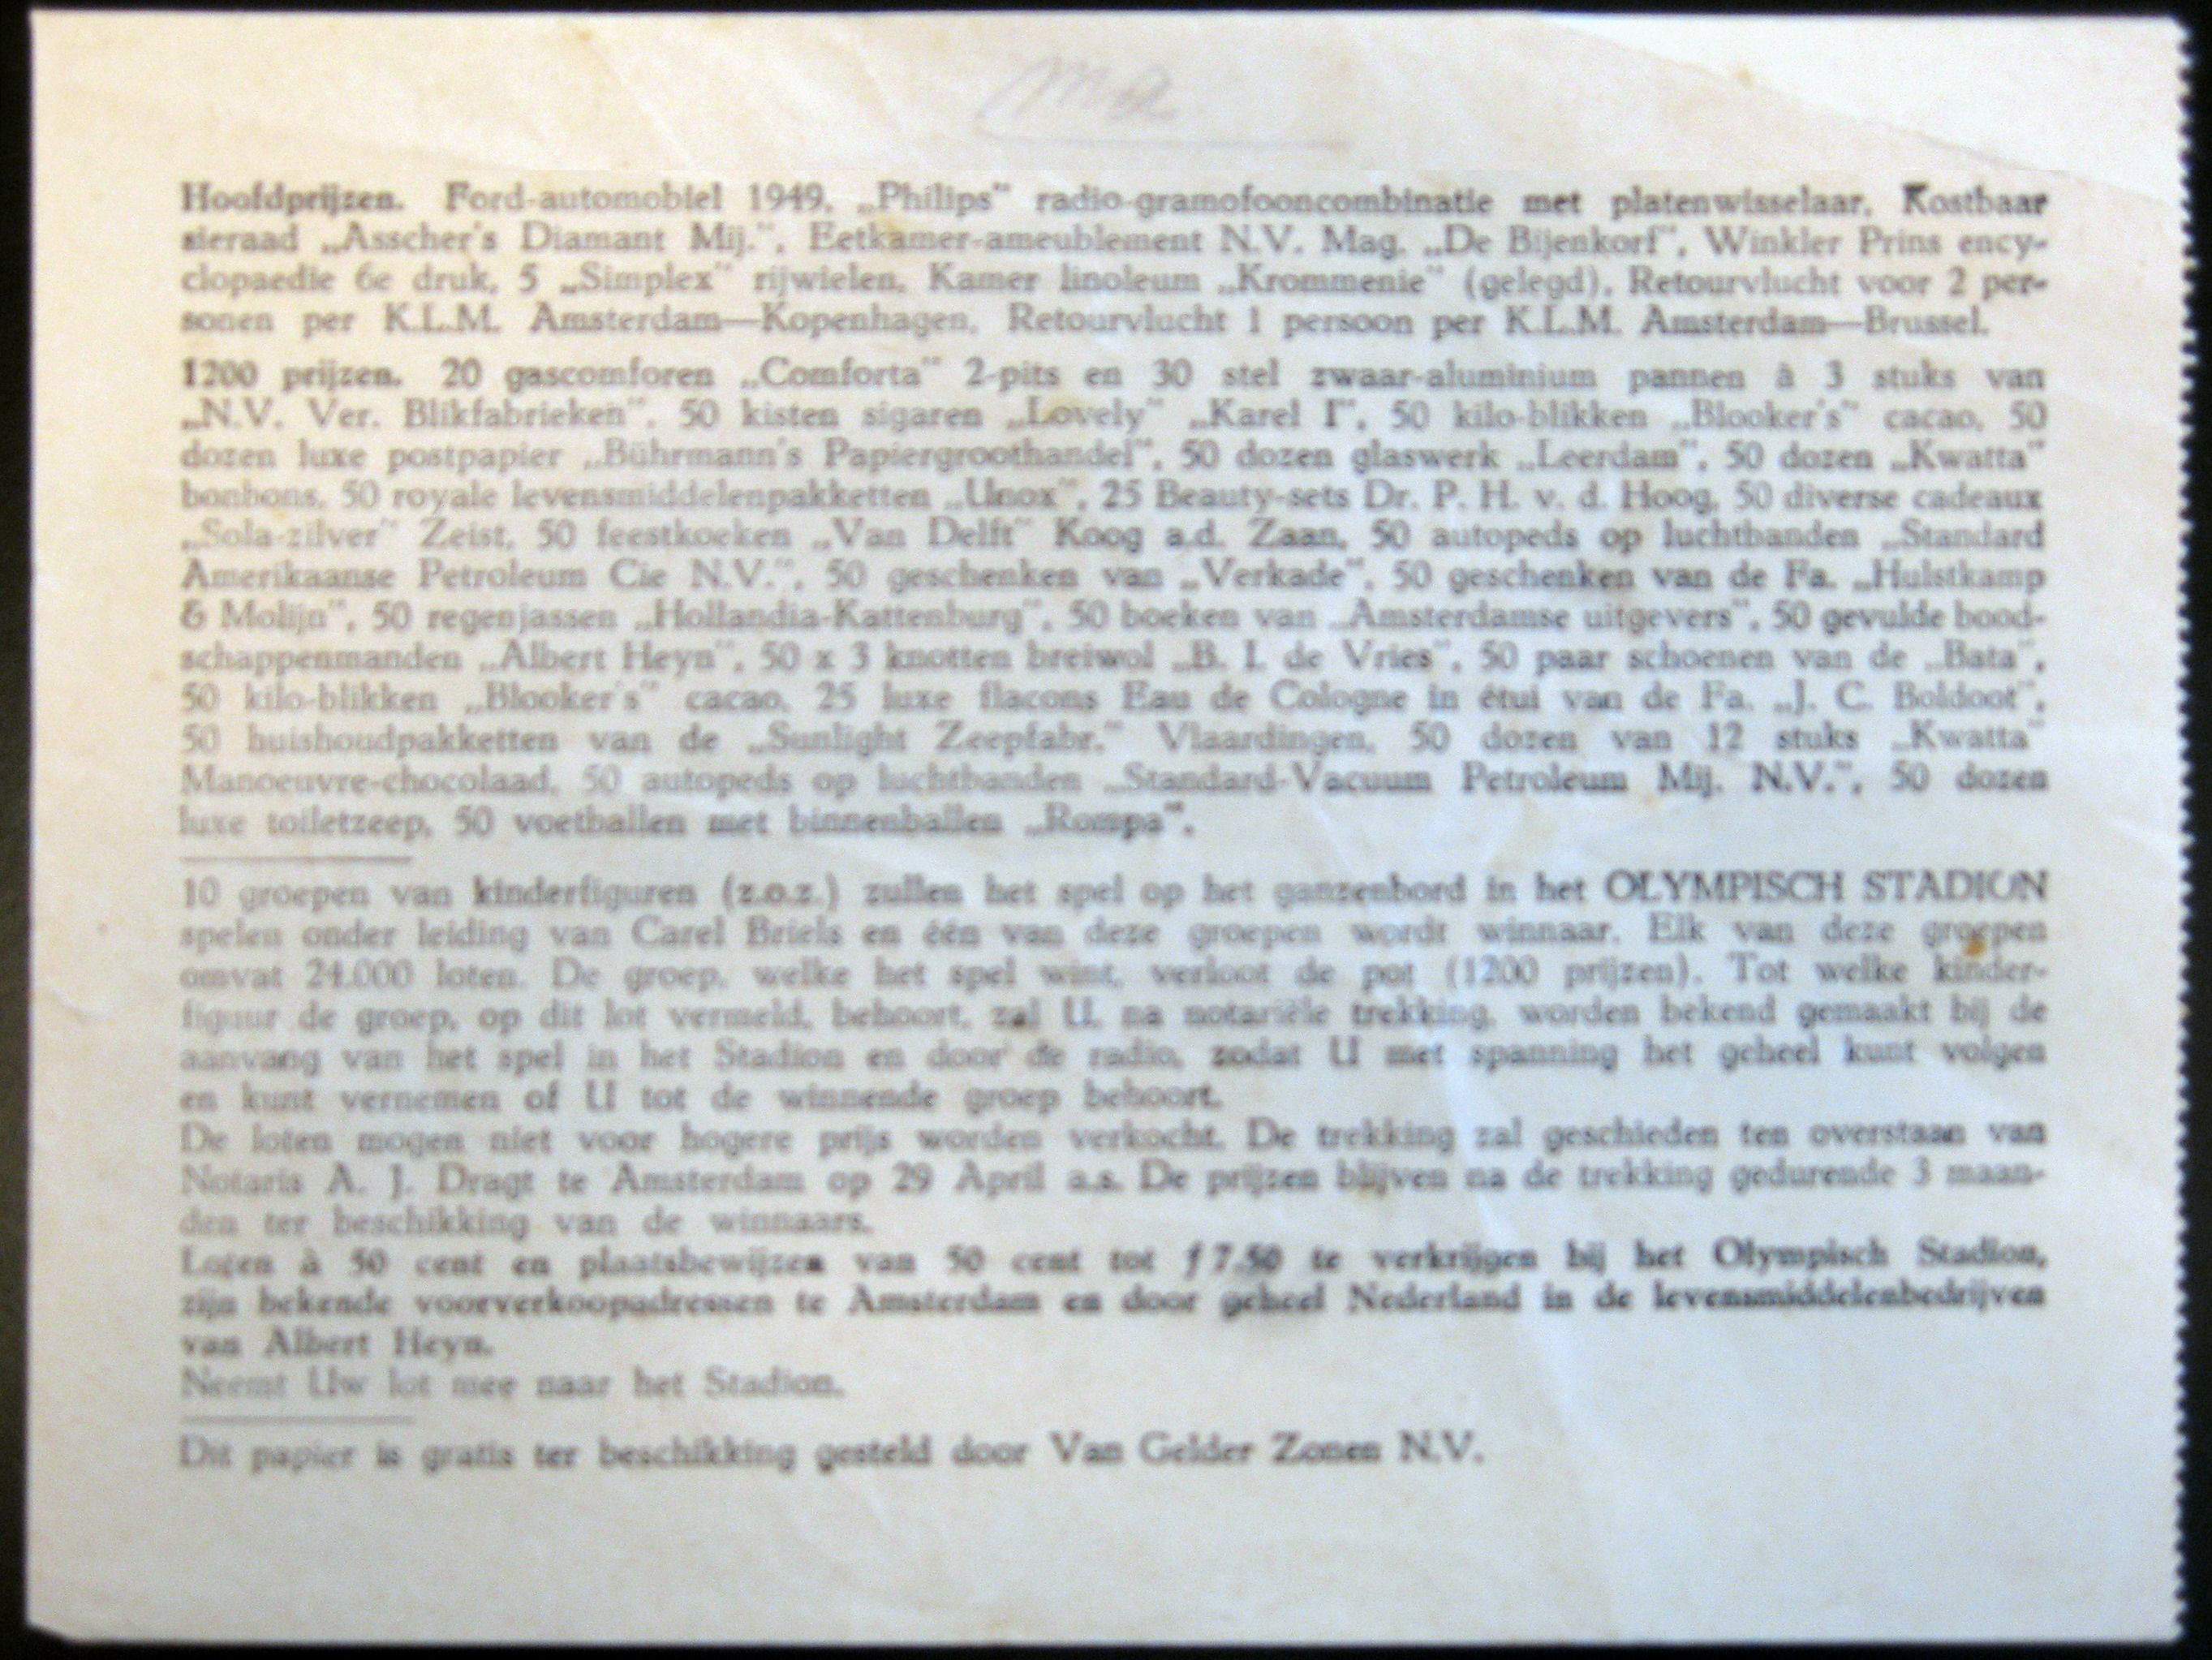 Hoofdprijzen. Ford-automobiel 1949, „Philips” radio-gramofooncombinatie met platenwisselaar, Kostbaar
sieraad „Asscher's Diamant Mij.”, Eetkamer-ameublement N.V. Mag. „De Bijenkorf”, Winkler Prins ency-
clopaedie 6e druk, 5 „Simplex” rijwielen, Kamer linoleum „Krommenie” (gelegd), Retourvlucht voor 2 per-
sonen per K.L.M. Amsterdam—Kopenhagen, Retourvlucht 1 persoon per K.L.M. Amsterdam—Brussel.
1200 prijzen. 20 gascomforen „Comforta” 2-pits en 30 stel zwaar-aluminium pannen à 3 stuks van
„N.V. Ver. Blikfabrieken”, 50 kisten sigaren „Lovely” „Karel I”, 50 kilo-blikken „Blooker's” cacao, 50
dozen luxe postpapier „Bührmann's Papiergroothandel”, 50 dozen glaswerk „Leerdam”, 50 dozen „Kwatta”
bonbons, 50 royale levensmiddelenpakketten „Unox”, 25 Beauty-sets Dr. P. H. v. d. Hoog, 50 diverse cadeaux
„Sola-zilver” Zeist, 50 feestkoeken „Van Delft” Koog a.d. Zaan, 50 autopeds op luchtbanden „Standard
Amerikaanse Petroleum Cie N.V.”, 50 geschenken van „Verkade”, 50 geschenken van de Fa. „Hulstkamp
& Molijn”, 50 regenjassen „Hollandia-Kattenburg”, 50 boeken van „Amsterdamse uitgevers”, 50 gevulde bood-
schappenmanden „Albert Heyn”, 50 x 3 knotten breiwol „B. I. de Vries”, 50 paar schoenen van de „Bata”,
50 kilo-blikken „Blooker's” cacao, 25 luxe flacons Eau de Cologne in étui van de Fa. „J. C. Boldoot”,
50 huishoudpakketten van de „Sunlight Zeepfabr.” Vlaardingen, 50 dozen van 12 stuks „Kwatta”
Manoeuvre-chocolaad, 50 autopeds op luchtbanden „Standard-Vacuum Petroleum Mij. N.V.”, 50 dozen
luxe toiletzeep, 50 voetballen met binnenballen „Rompa”.
10 groepen van kinderfiguren (z.o.z.) zullen het spel op het ganzenbord in het OLYMPISCH STADION
spelen onder leiding van Carel Briels en één van deze groepen wordt winnaar. Elk van deze groepen
omvat 24.000 loten. De groep, welke het spel wint, verloot de pot (1200 prijzen). Tot welke kinder-
figuur de groep, op dit lot vermeld, behoort, zal U, na notariële trekking, worden bekend gemaakt bij de
aanvang van het spel in het Stadion en door de radio, zodat U met spanning het geheel kunt volgen
en kunt vernemen of U tot de winnende groep behoort.
De loten mogen niet voor hogere prijs worden verkocht. De trekking zal geschieden ten overstaan van
Notaris A. J. Dragt te Amsterdam op 29 April a.s. De prijzen blijven na de trekking gedurende 3 maan-
den ter beschikking van de winnaars.
Loten à 50 cent en plaatsbewijzen van 50 cent tot ƒ 7.50 te verkrijgen bij het Olympisch Stadion,
zijn bekende voorverkoopadressen te Amsterdam en door geheel Nederland in de levensmiddelenbedrijven
van Albert Heyn.
Neemt Uw lot mee naar het Stadion.
Dit papier is gratis ter beschikking gesteld door Van Gelder Zonen N.V.